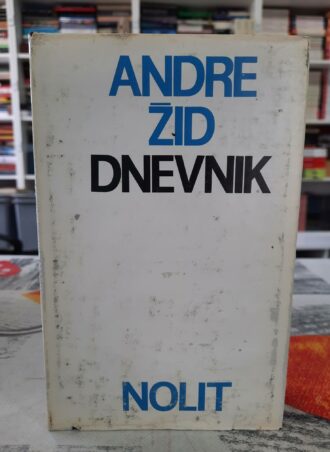 ANDRE
ŽID
DNEVNIK
NOLIT